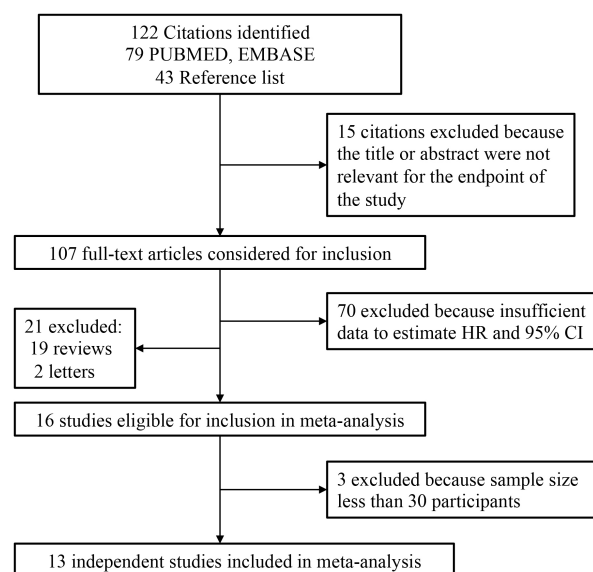 122 Citations identified
79 PUBMED, EMBASE
43 Reference list
15 citations excluded because
the title or abstract were not
relevant for the endpoint of
the study
107 full-text articles considered for inclusion
21 excluded:
19 reviews
2 letters
70 excluded because insufficient
data to estimate HR and 95% CI
16 studies eligible for inclusion in meta-analysis
3 excluded because sample size
less than 30 participants
13 independent studies included in meta-analysis